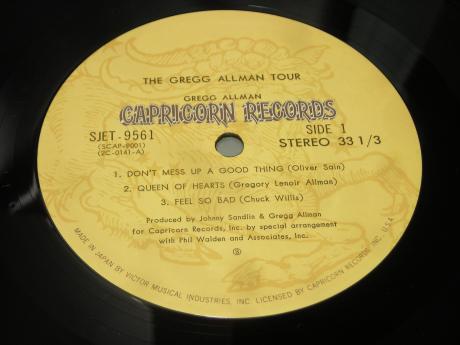 THE GREGG ALLMAN TOUR
GREGG ALLMAN
CAPRICORN RECORDS
SJET-9561
(SCAP-9001)
(2C-0141-A)
SIDE 1
STEREO 33 1/3
1. DON'T MESS UP A GOOD THING (Oliver Sain)
2. QUEEN OF HEARTS (Gregory Lenoir Allman)
3. FEEL SO BAD (Chuck Willis)
Produced by Johnny Sandlin & Gregg Allman
for Capricorn Records, Inc. by special arrangement
with Phil Walden and Associates, Inc.
Ⓢ
MADE IN JAPAN BY VICTOR MUSICAL INDUSTRIES, INC. LICENSED BY CAPRICORN RECORDS, INC., U.S.A.